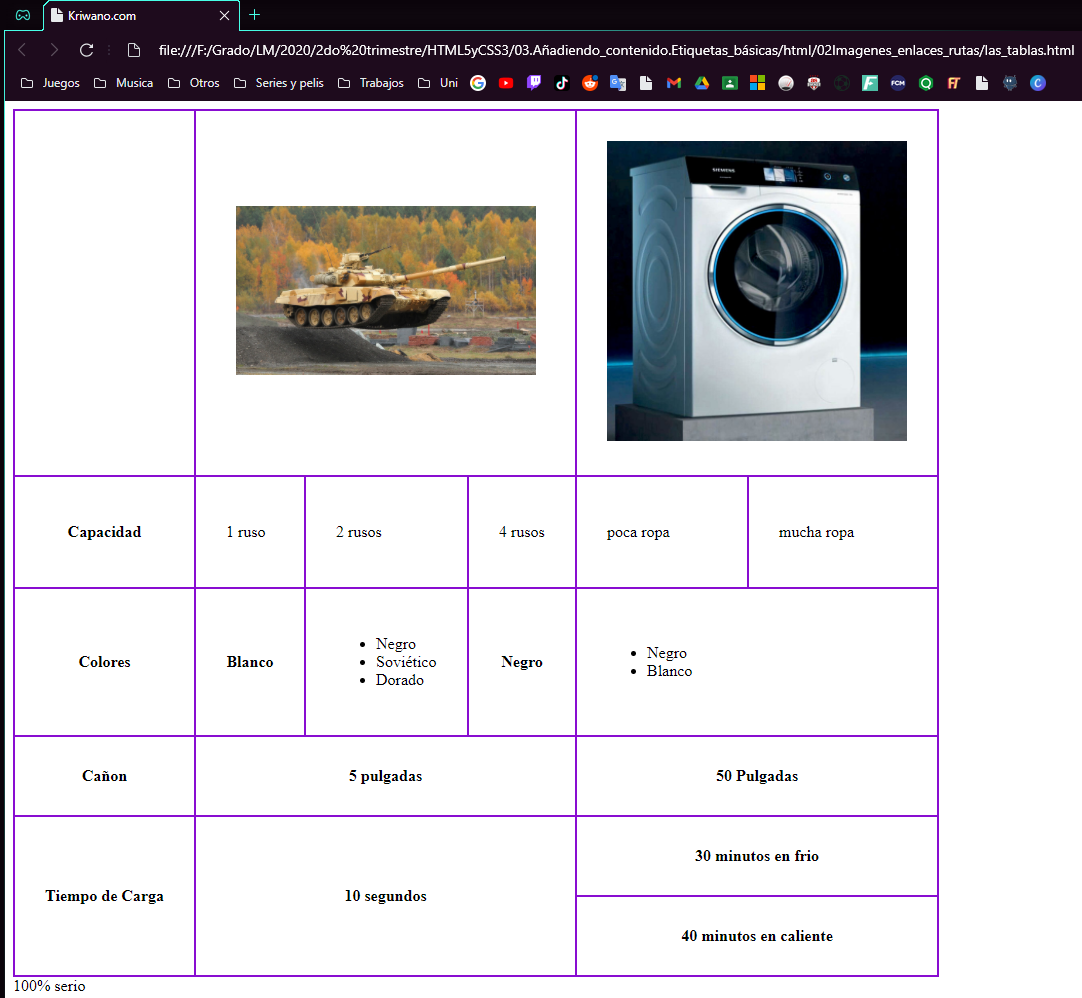 Kriwano.com
file:///F:/Grado/LM/2020/2do%20trimestre/HTML5yCSS3/03.Añadiendo_contenido.Etiquetas_básicas/html/02Imagenes_enlaces_rutas/las_tablas.html
Juegos Musica Otros Series y pelis Trabajos Uni
SIEMENS
Capacidad 1 ruso 2 rusos 4 rusos poca ropa mucha ropa
Colores Blanco
Negro
Soviético
Dorado
Negro
Negro
Blanco
Cañon 5 pulgadas 50 Pulgadas
Tiempo de Carga 10 segundos
30 minutos en frio
40 minutos en caliente
100% serio